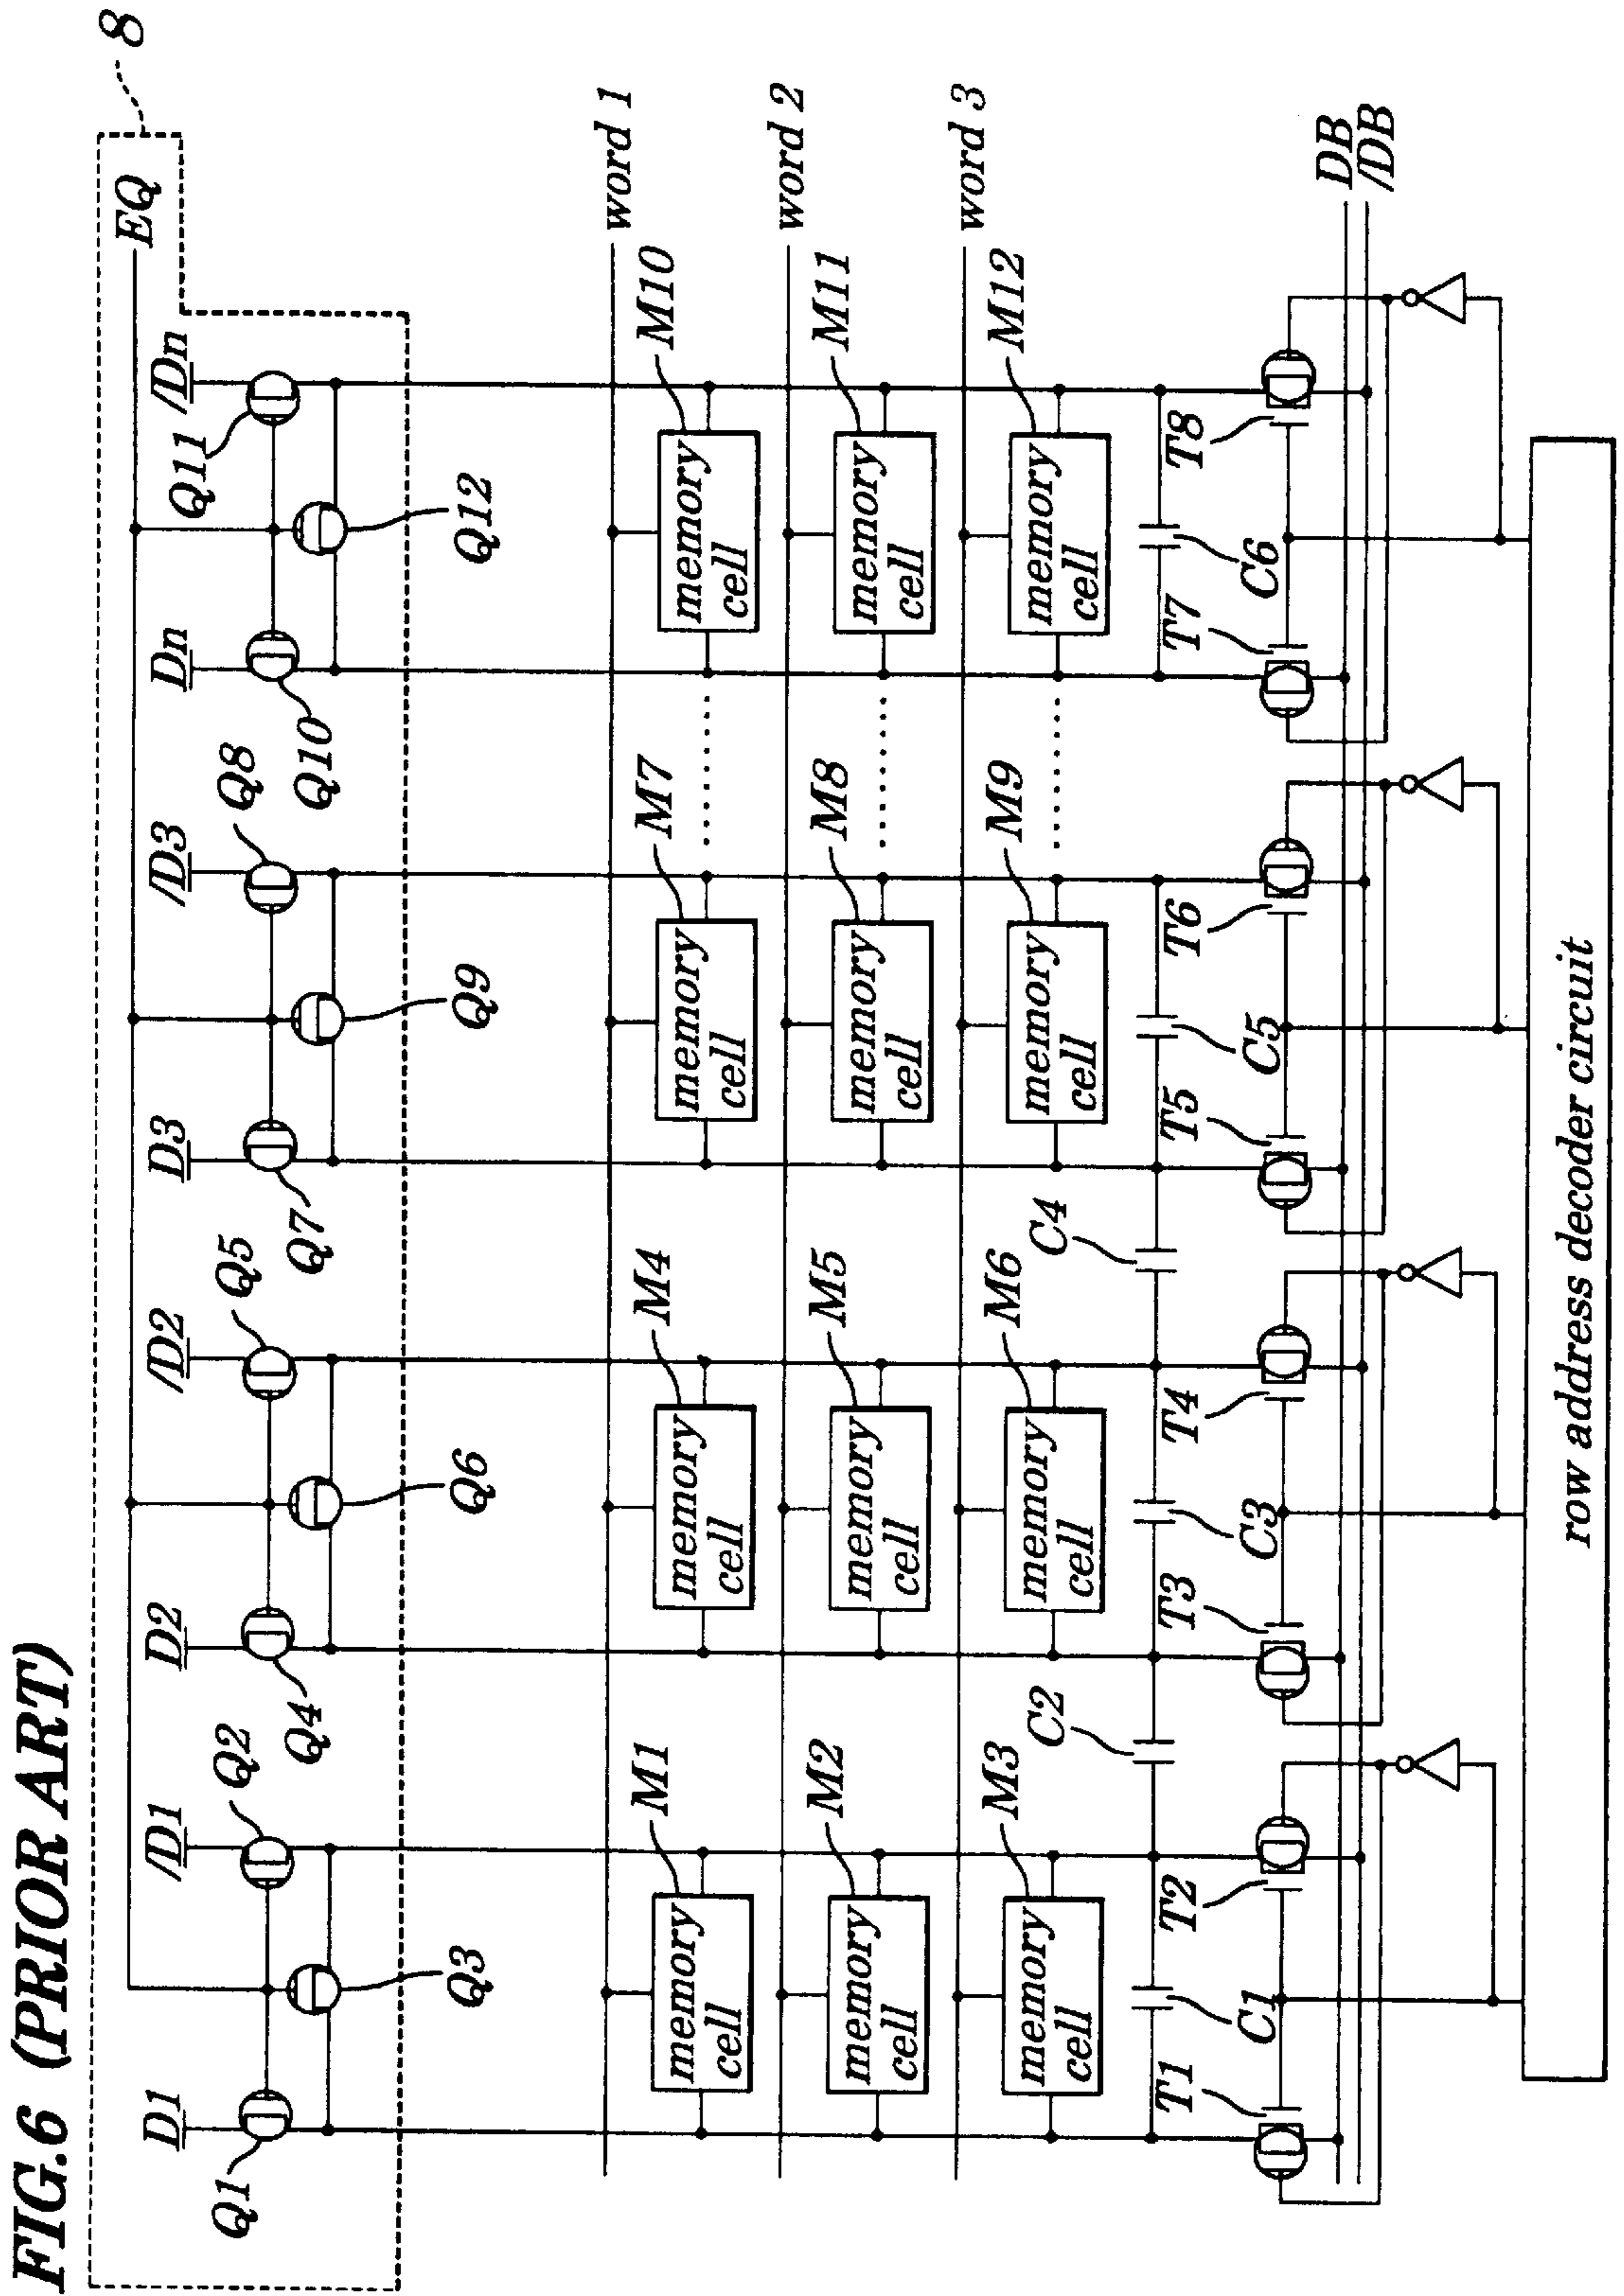 FIG.6 (PRIOR ART)
8
EQ
D1 /D1 D2 /D2 D3 /D3 Dn /Dn
Q1 Q2 Q4 Q5 Q7 Q8 Q10 Q11
Q3 Q6 Q9 Q12
word 1
M1 M4 M7 M10
memory cell memory cell memory cell memory cell
word 2
M2 M5 M8 M11
memory cell memory cell memory cell memory cell
word 3
M3 M6 M9 M12
memory cell memory cell memory cell memory cell
C2 C4
T1 C1 T2 T3 C3 T4 T5 C5 T6 T7 C6 T8
DB
/DB
row address decoder circuit